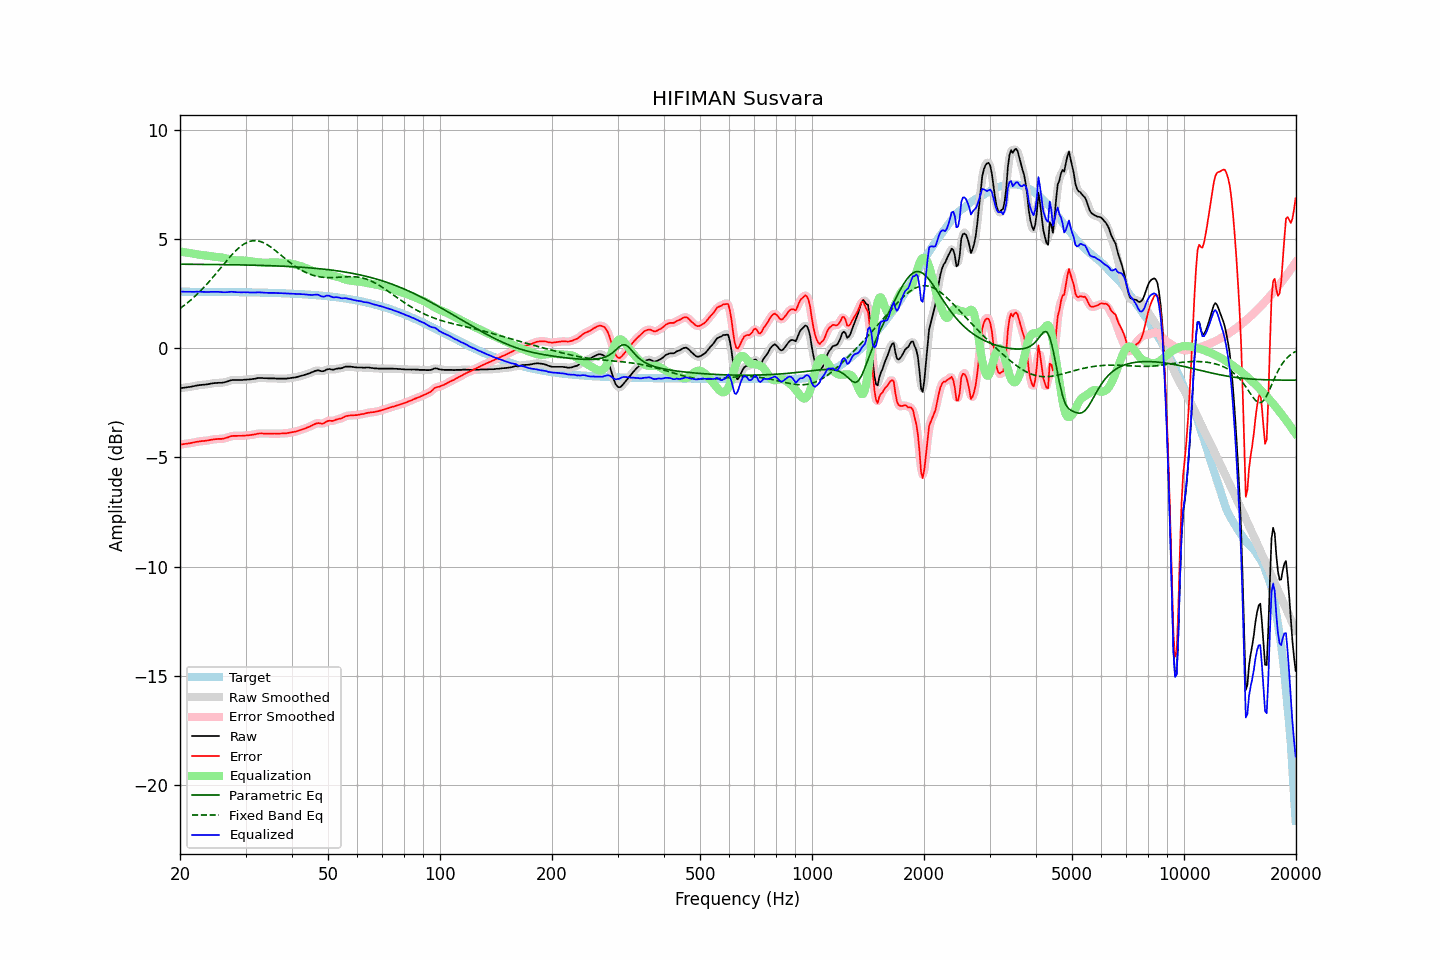 HIFIMAN Susvara
10
5
0
−5
−10
−15
−20
Amplitude (dBr)
Target
Raw Smoothed
Error Smoothed
Raw
Error
Equalization
Parametric Eq
Fixed Band Eq
Equalized
20 50 100 200 500 1000 2000 5000 10000 20000
Frequency (Hz)